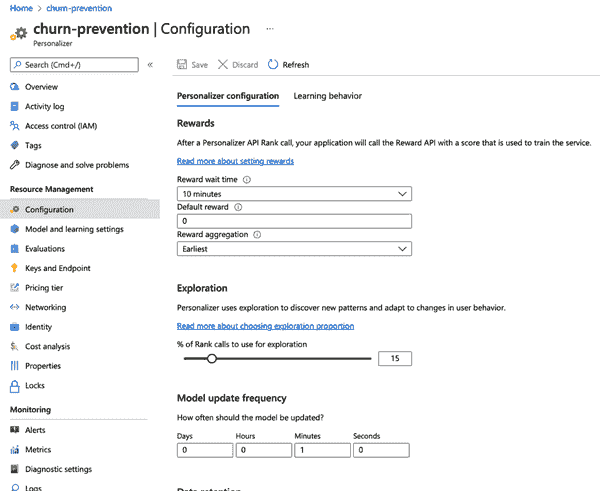 Home > churn-prevention
churn-prevention | Configuration ...
Personalizer
Search (Cmd+/)
«
Save
Discard
Refresh
Overview
Activity log
Access control (IAM)
Tags
Diagnose and solve problems
Resource Management
Configuration
Model and learning settings
Evaluations
Keys and Endpoint
Pricing tier
Networking
Identity
Cost analysis
Properties
Locks
Monitoring
Alerts
Metrics
Diagnostic settings
Logs
Personalizer configuration
Learning behavior
Rewards
After a Personalizer API Rank call, your application will call the Reward API with a score that is used to train the service.
Read more about setting rewards
Reward wait time
10 minutes
Default reward
0
Reward aggregation
Earliest
Exploration
Personalizer uses exploration to discover new patterns and adapt to changes in user behavior.
Read more about choosing exploration proportion
% of Rank calls to use for exploration
15
Model update frequency
How often should the model be updated?
Days Hours Minutes Seconds
0 0 1 0
Data retention